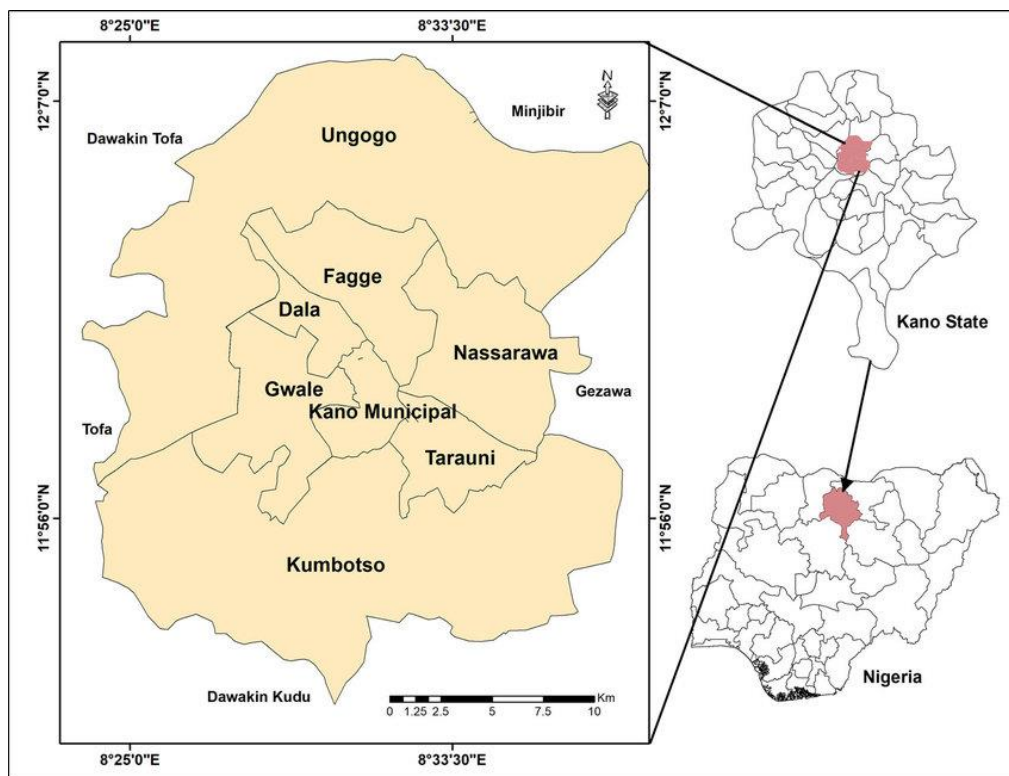 8°25'0"E
8°33'30"E
12°7'0"N
12°7'0"N
N
Minjibir
Dawakin Tofa
Ungogo
Fagge
Dala
Nassarawa
Kano State
Gwale
Gezawa
Kano Municipal
Tofa
Tarauni
11°56'0"N
11°56'0"N
Kumbotso
Nigeria
Dawakin Kudu
Km
0 1.25 2.5 5 7.5 10
8°25'0"E
8°33'30"E